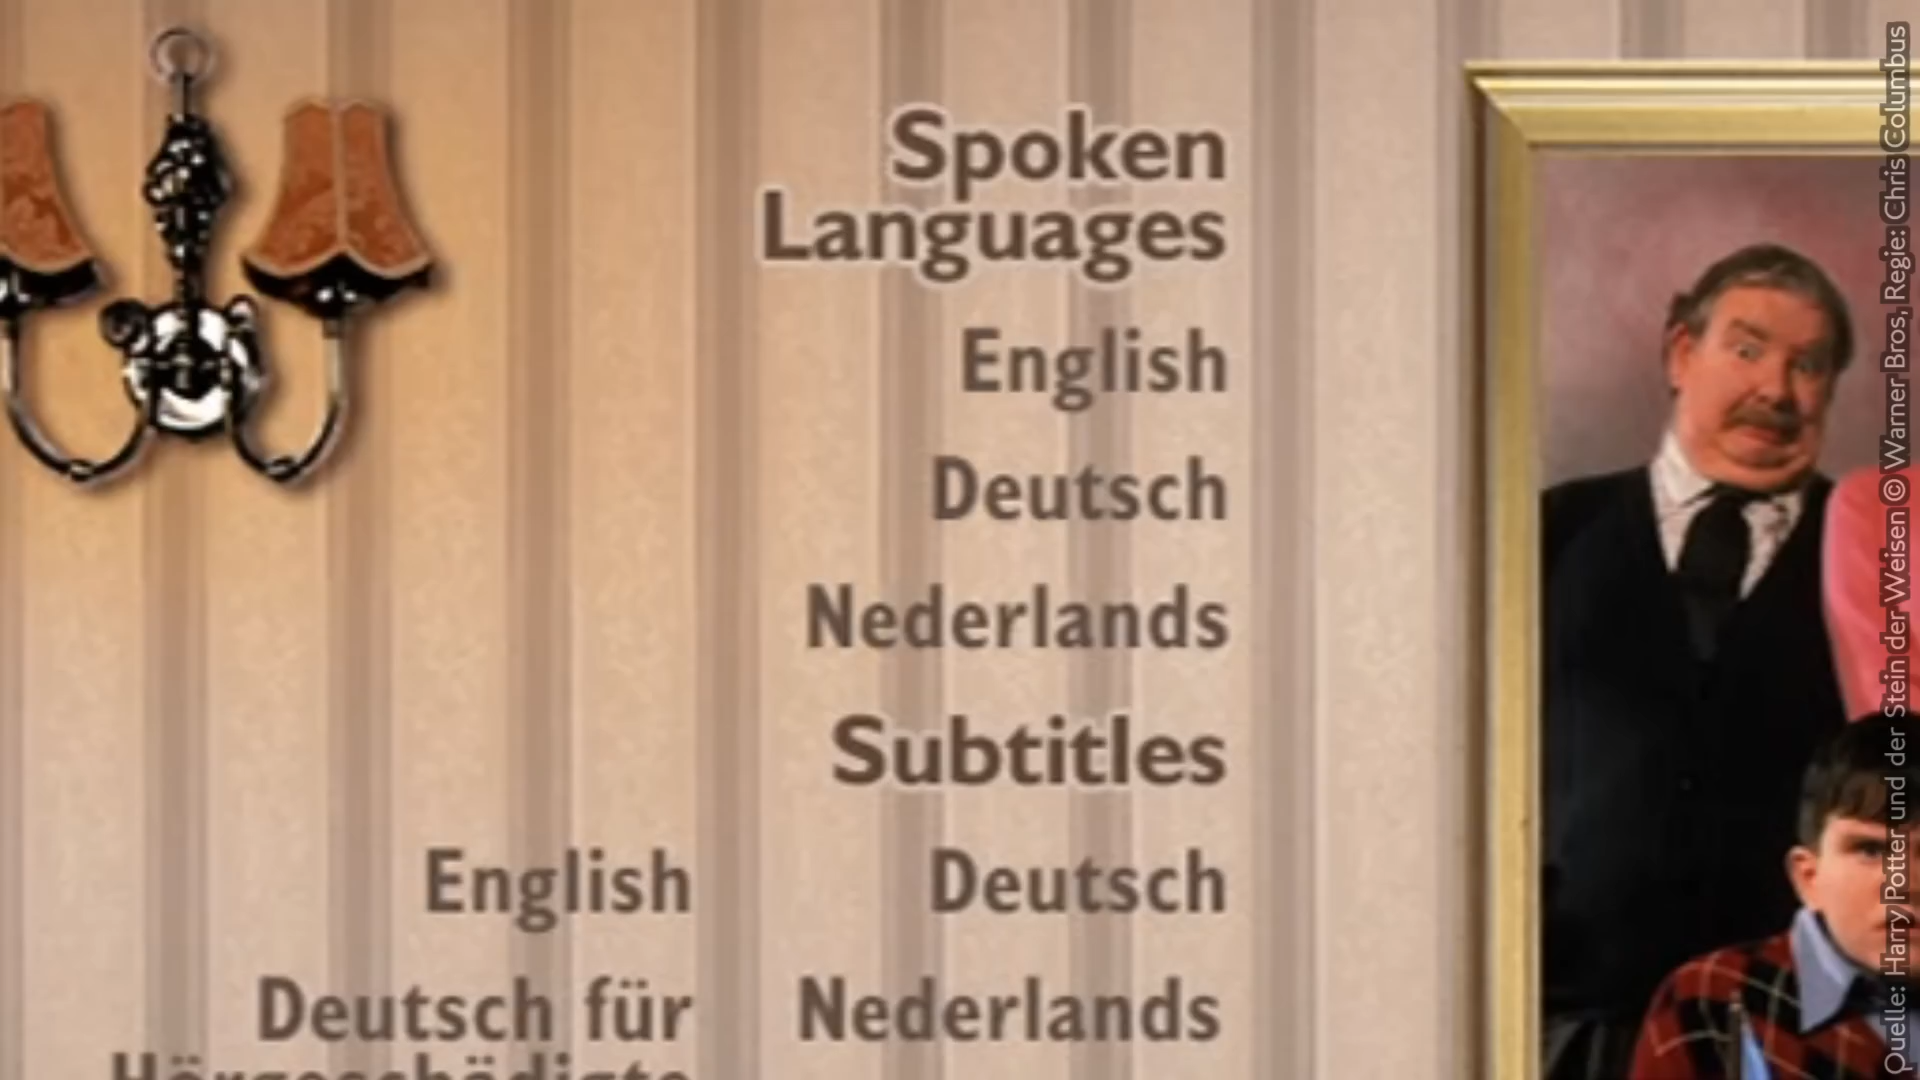 Spoken
Languages
English
Deutsch
Nederlands
Subtitles
English Deutsch
Deutsch für Nederlands
Hörgeschädigte
Quelle: Harry Potter und der Stein der Weisen © Warner Bros, Regie: Chris Columbus